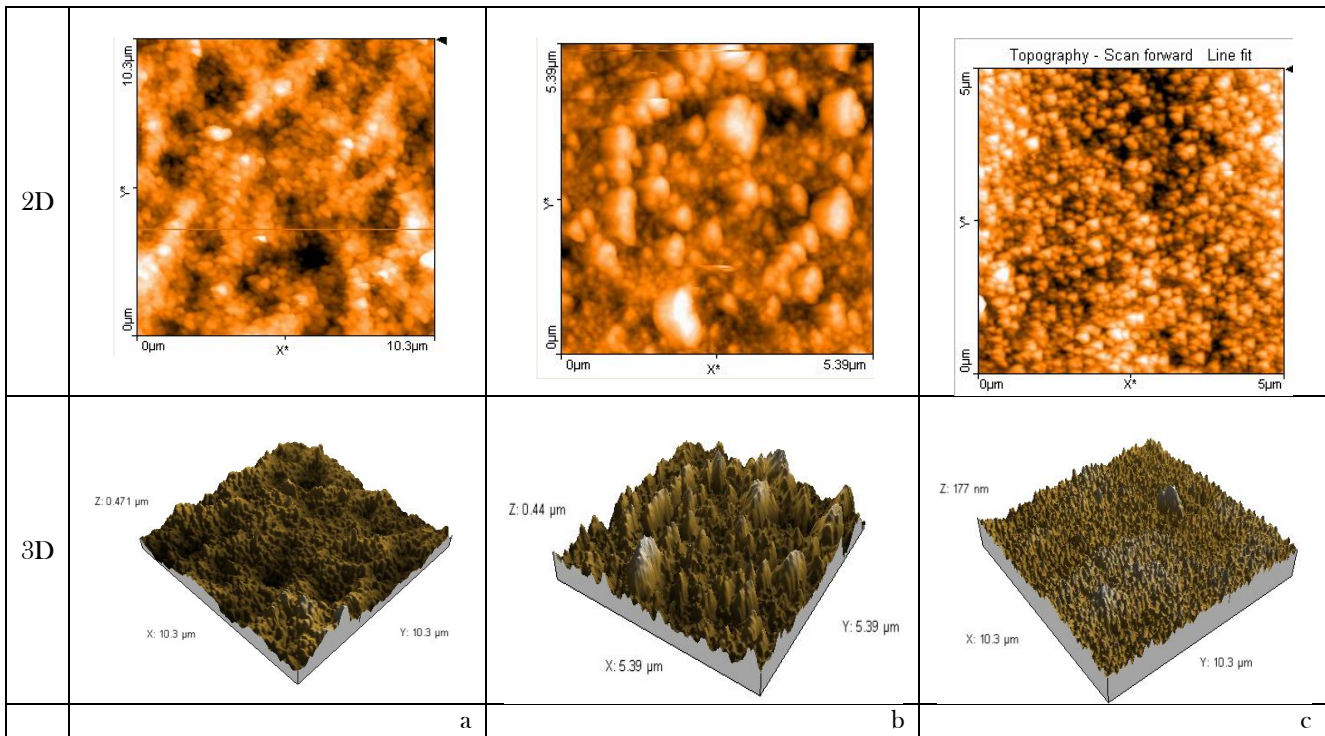 2D
10.3µm
Y*
0µm
0µm
X*
10.3µm
5.39µm
Y*
0µm
0µm
X*
5.39µm
Topography - Scan forward Line fit
5µm
Y*
0µm
0µm
X*
5µm
3D
Z: 0.471 µm
X: 10.3 µm
Y: 10.3 µm
Z: 0.44 µm
X: 5.39 µm
Y: 5.39 µm
Z: 177 nm
X: 10.3 µm
Y: 10.3 µm
a
b
c